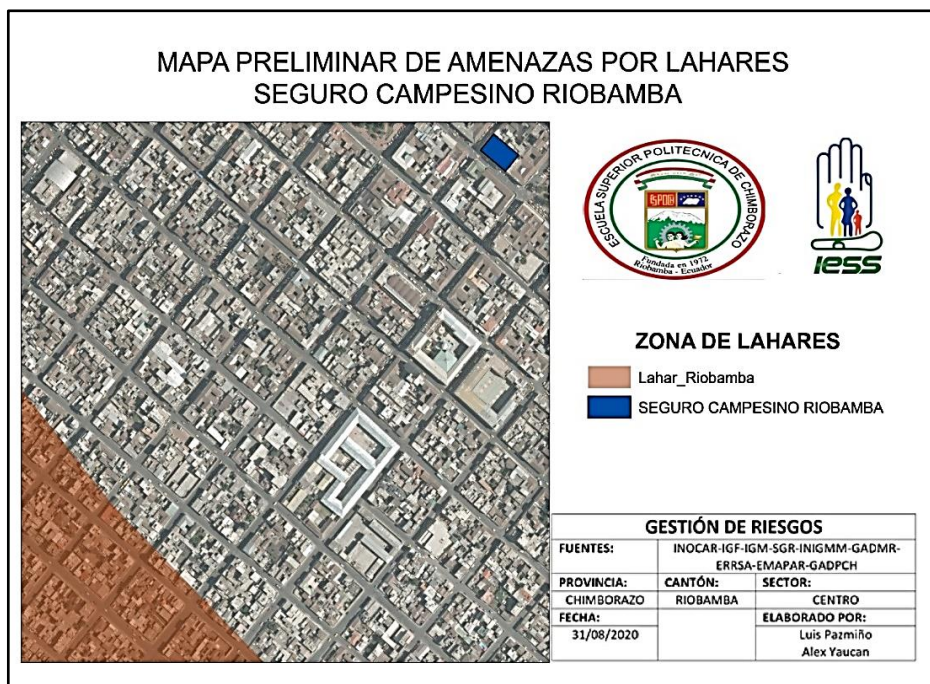 MAPA PRELIMINAR DE AMENAZAS POR LAHARES
SEGURO CAMPESINO RIOBAMBA
ESCUELA SUPERIOR POLITECNICA DE CHIMBORAZO
ESPOCH
Fundada en 1972
Riobamba - Ecuador
IESS
ZONA DE LAHARES
Lahar_Riobamba
SEGURO CAMPESINO RIOBAMBA
GESTIÓN DE RIESGOS
FUENTES:
INOCAR-IGF-IGM-SGR-INIGMM-GADMR-
ERRSA-EMAPAR-GADPCH
PROVINCIA: CANTÓN: SECTOR:
CHIMBORAZO RIOBAMBA CENTRO
FECHA: ELABORADO POR:
31/08/2020 Luis Pazmiño
Alex Yaucan